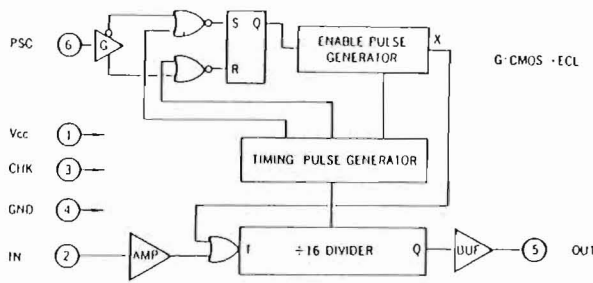 PSC 6 G S Q ENABLE PULSE GENERATOR X G·CMOS·ECL
R
Vcc 1
CHK 3 TIMING PULSE GENERATOR
GND 4
IN 2 AMP T ÷16 DIVIDER Q BUF 5 OUT